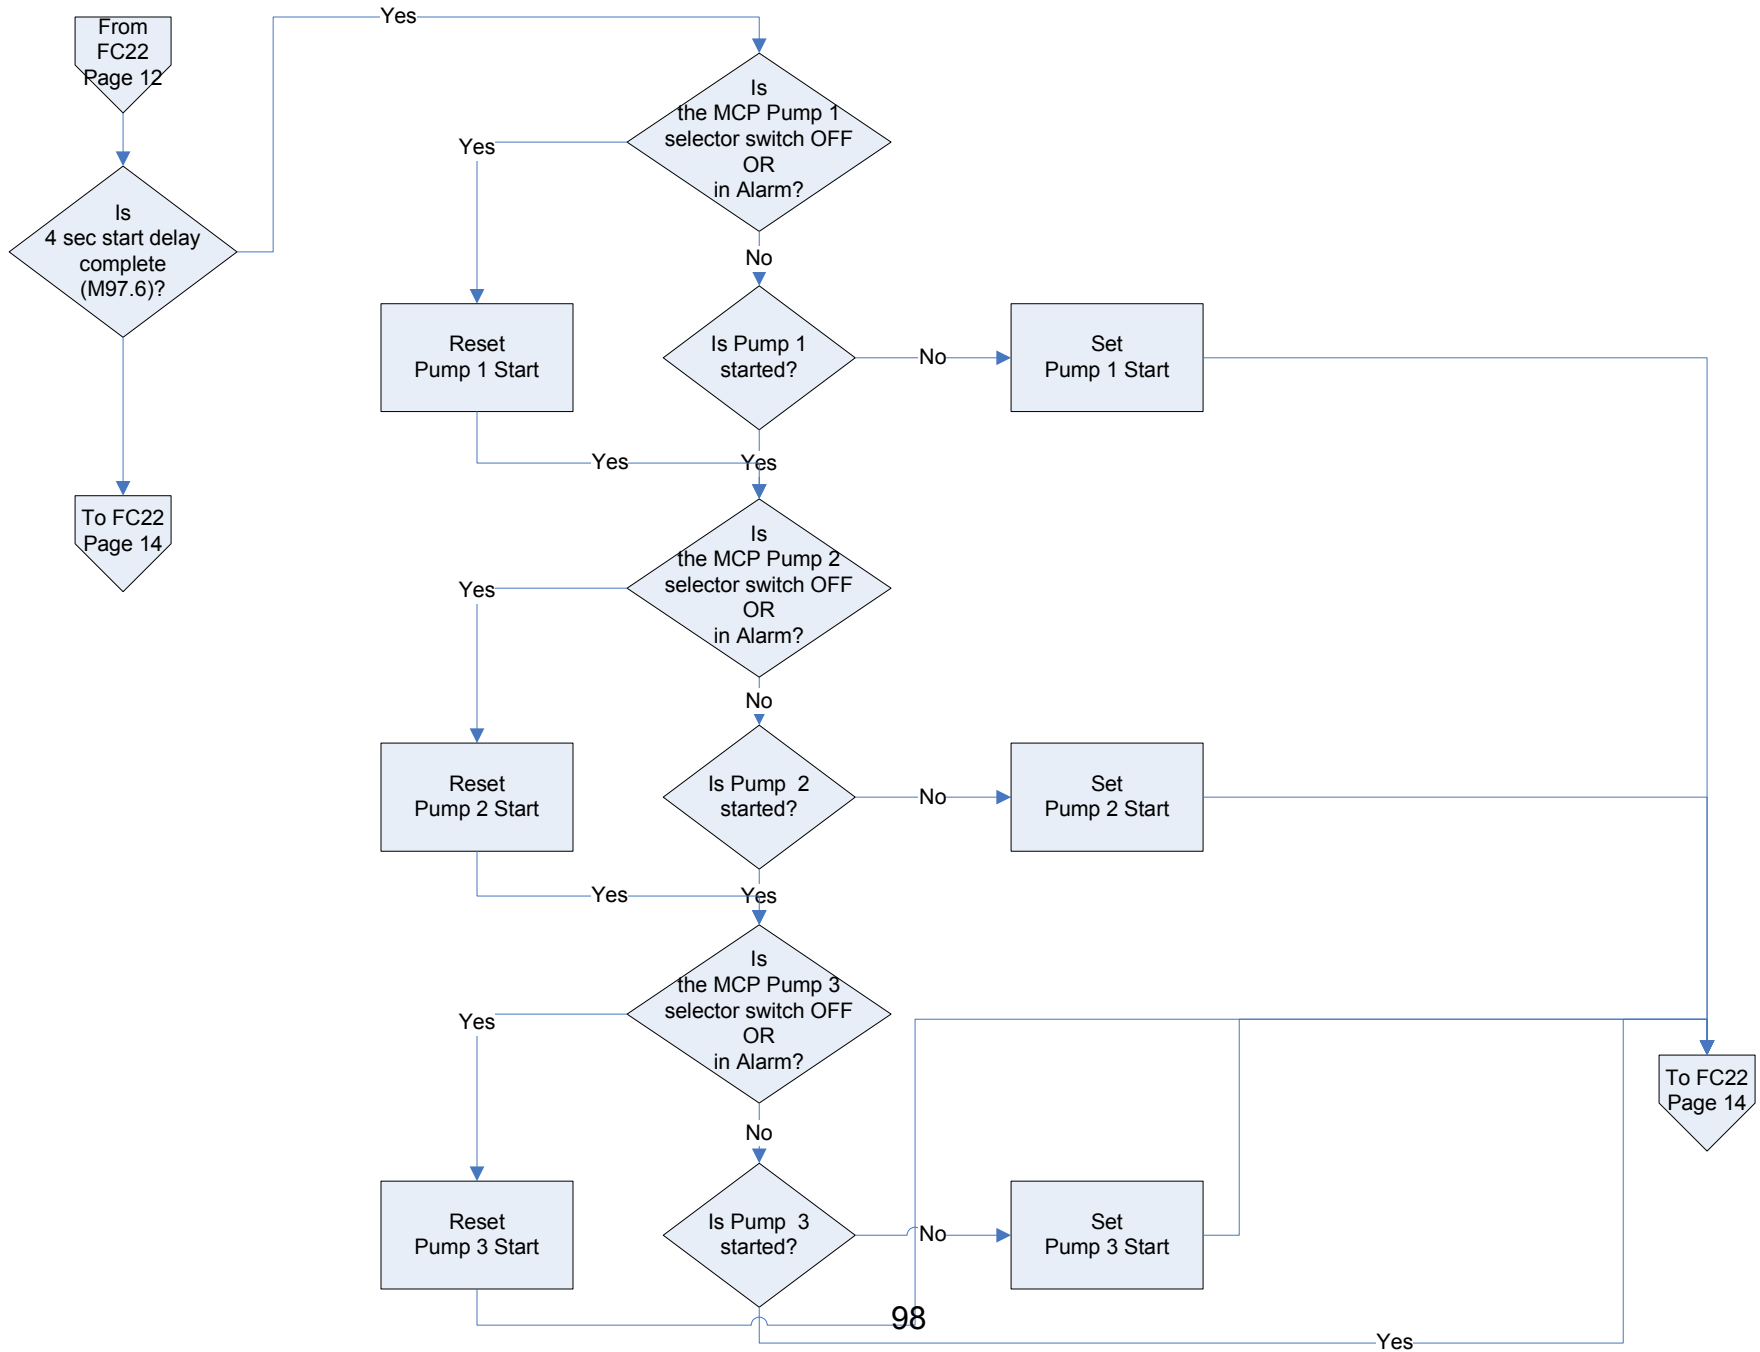 From
FC22
Page 12
Yes
Is
the MCP Pump 1
selector switch OFF
OR
in Alarm?
Yes
Is
4 sec start delay
complete
(M97.6)?
No
Reset
Pump 1 Start
Is Pump 1
started?
No
Set
Pump 1 Start
Yes
Yes
To FC22
Page 14
Is
the MCP Pump 2
selector switch OFF
OR
in Alarm?
Yes
No
Reset
Pump 2 Start
Is Pump  2
started?
No
Set
Pump 2 Start
Yes
Yes
Is
the MCP Pump 3
selector switch OFF
OR
in Alarm?
Yes
To FC22
Page 14
No
Reset
Pump 3 Start
Is Pump  3
started?
No
Set
Pump 3 Start
98
Yes